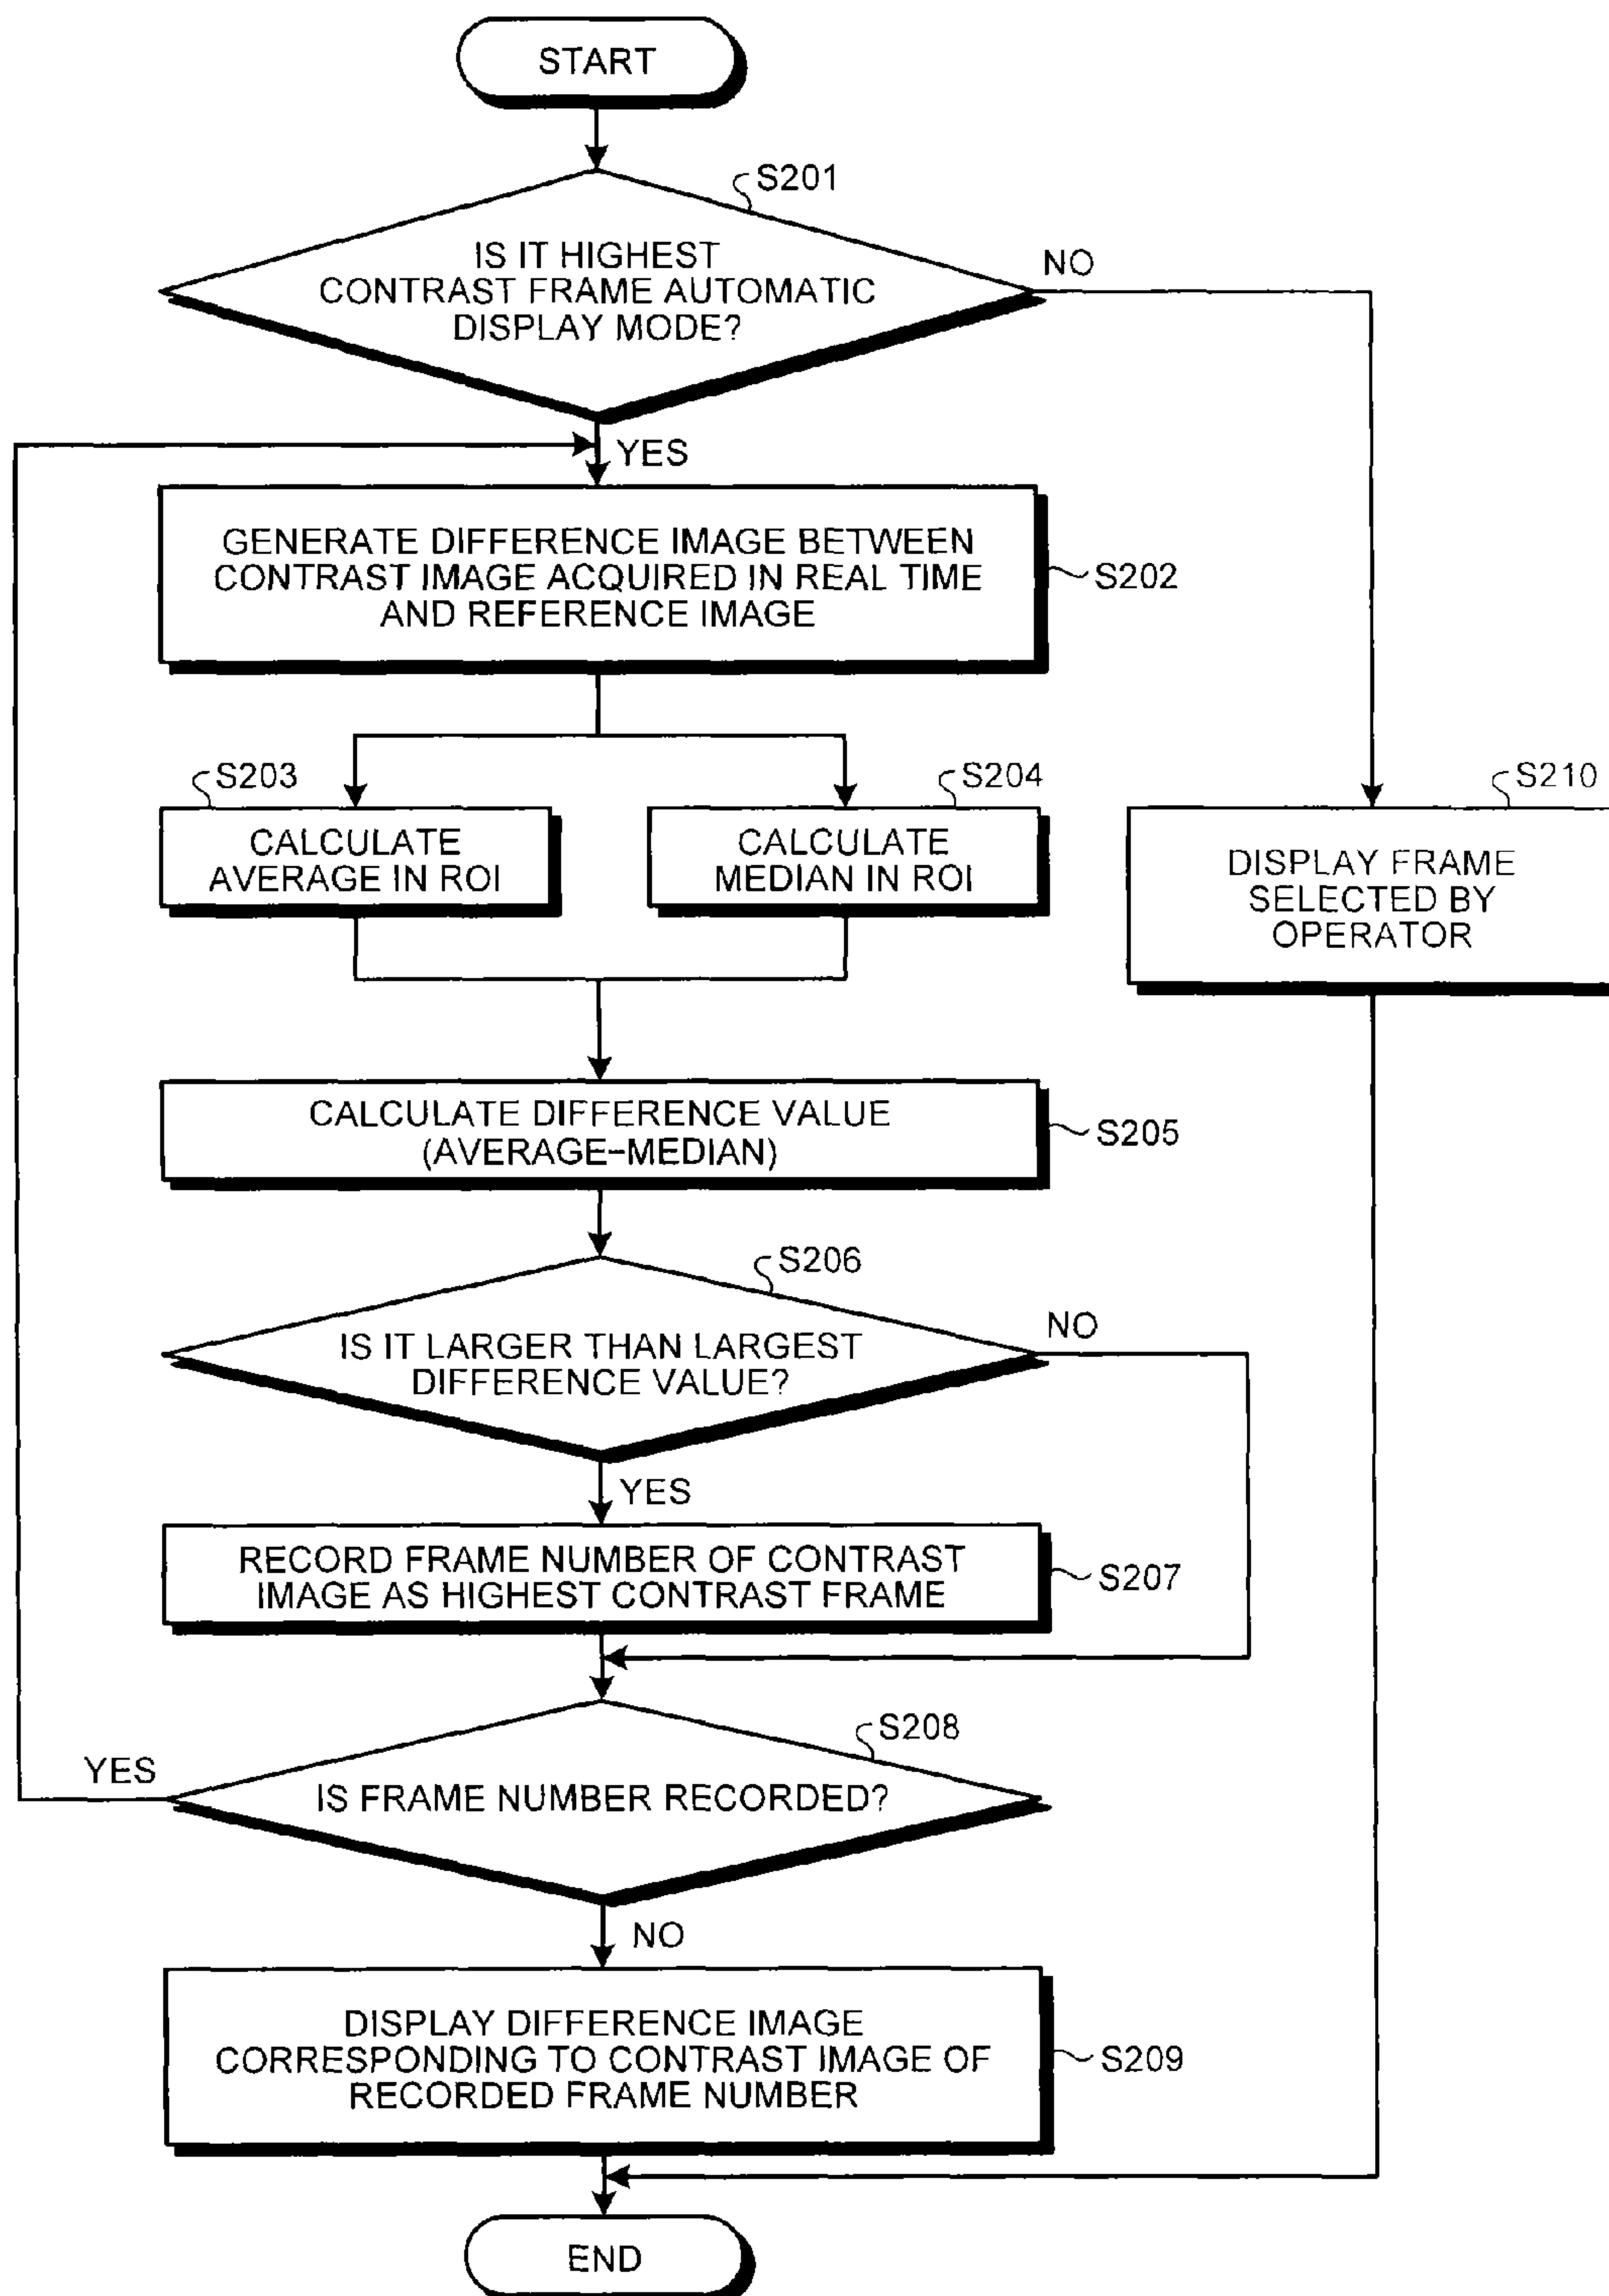 START
S201
IS IT HIGHEST
CONTRAST FRAME AUTOMATIC
DISPLAY MODE?
NO
YES
GENERATE DIFFERENCE IMAGE BETWEEN
CONTRAST IMAGE ACQUIRED IN REAL TIME
AND REFERENCE IMAGE
S202
S203
CALCULATE
AVERAGE IN ROI
S204
CALCULATE
MEDIAN IN ROI
S210
DISPLAY FRAME
SELECTED BY
OPERATOR
CALCULATE DIFFERENCE VALUE
(AVERAGE-MEDIAN)
S205
S206
IS IT LARGER THAN LARGEST
DIFFERENCE VALUE?
NO
YES
RECORD FRAME NUMBER OF CONTRAST
IMAGE AS HIGHEST CONTRAST FRAME
S207
S208
YES
IS FRAME NUMBER RECORDED?
NO
DISPLAY DIFFERENCE IMAGE
CORRESPONDING TO CONTRAST IMAGE OF
RECORDED FRAME NUMBER
S209
END